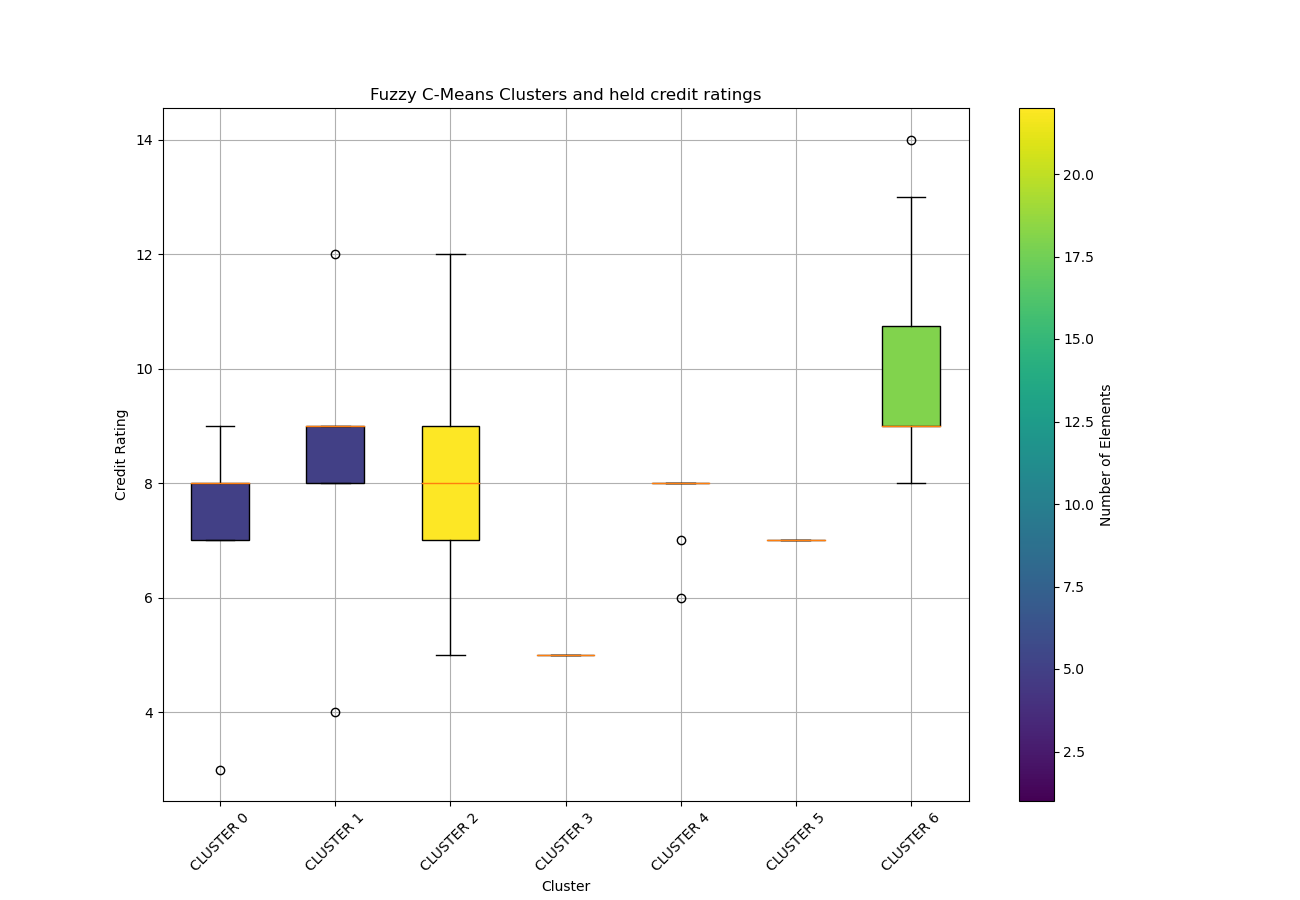 Fuzzy C-Means Clusters and held credit ratings
14
12
10
8
6
4
Credit Rating
CLUSTER 0
CLUSTER 1
CLUSTER 2
CLUSTER 3
CLUSTER 4
CLUSTER 5
CLUSTER 6
Cluster
20.0
17.5
15.0
12.5
10.0
7.5
5.0
2.5
Number of Elements